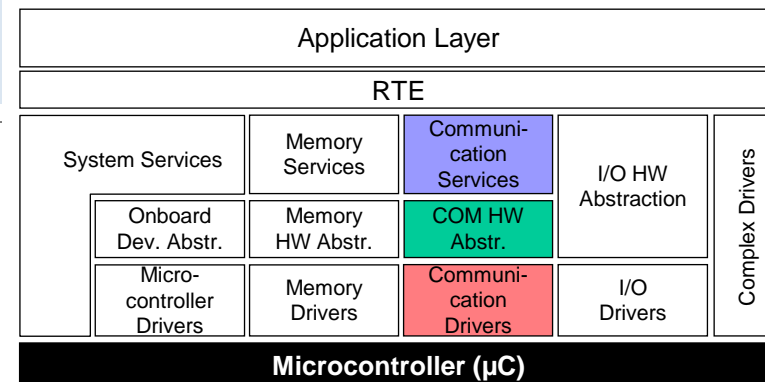 Application Layer
RTE
System Services
Memory
Services
Communi-
cation
Services
I/O HW
Abstraction
Complex Drivers
Onboard
Dev. Abstr.
Memory
HW Abstr.
COM HW
Abstr.
Micro-
controller
Drivers
Memory
Drivers
Communi-
cation
Drivers
I/O
Drivers
Microcontroller (µC)